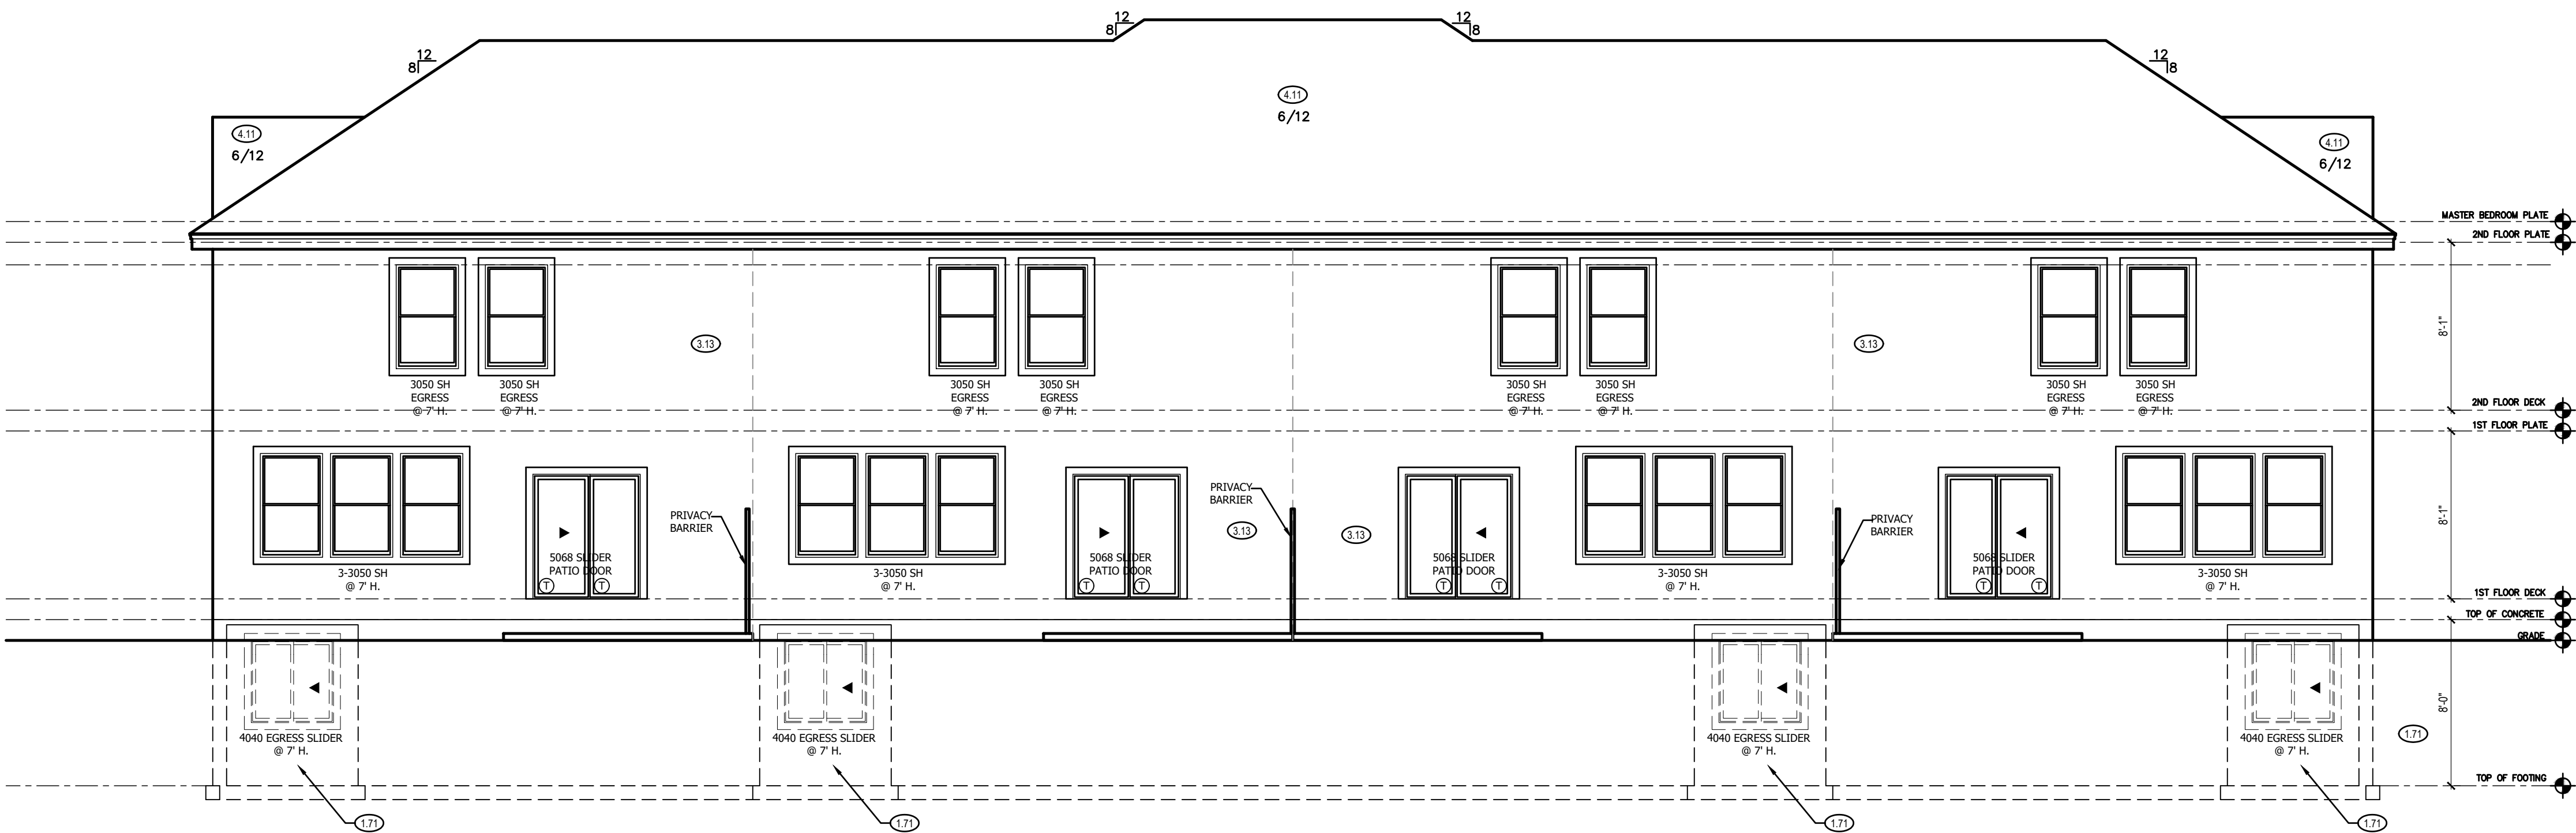 12
8
12
8
12
8
12
8
4.11
6/12
4.11
6/12
4.11
6/12
MASTER BEDROOM PLATE
2ND FLOOR PLATE
8'-1"
3.13
3.13
3050 SH
EGRESS
@ 7' H.
3050 SH
EGRESS
@ 7' H.
3050 SH
EGRESS
@ 7' H.
3050 SH
EGRESS
@ 7' H.
3050 SH
EGRESS
@ 7' H.
3050 SH
EGRESS
@ 7' H.
3050 SH
EGRESS
@ 7' H.
3050 SH
EGRESS
@ 7' H.
2ND FLOOR DECK
1ST FLOOR PLATE
8'-1"
PRIVACY
BARRIER
PRIVACY
BARRIER
PRIVACY
BARRIER
3.13
3.13
3-3050 SH
@ 7' H.
5068 SLIDER
PATIO DOOR
T
T
3-3050 SH
@ 7' H.
5068 SLIDER
PATIO DOOR
T
T
5068 SLIDER
PATIO DOOR
T
T
3-3050 SH
@ 7' H.
5068 SLIDER
PATIO DOOR
T
T
3-3050 SH
@ 7' H.
1ST FLOOR DECK
TOP OF CONCRETE
GRADE
8'-0"
4040 EGRESS SLIDER
@ 7' H.
4040 EGRESS SLIDER
@ 7' H.
4040 EGRESS SLIDER
@ 7' H.
4040 EGRESS SLIDER
@ 7' H.
1.71
TOP OF FOOTING
1.71
1.71
1.71
1.71